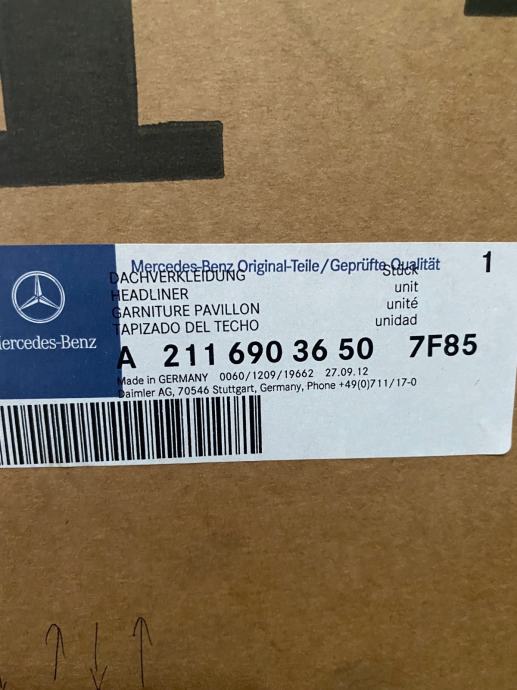 Mercedes-Benz Original-Teile/Geprüfte Qualität 1
DACHVERKLEIDUNG Stück
HEADLINER unit
GARNITURE PAVILLON unité
TAPIZADO DEL TECHO unidad
Mercedes-Benz
A 211 690 36 50 7F85
Made in GERMANY 0060/1209/19662 27.09.12
Daimler AG, 70546 Stuttgart, Germany, Phone +49(0)711/17-0